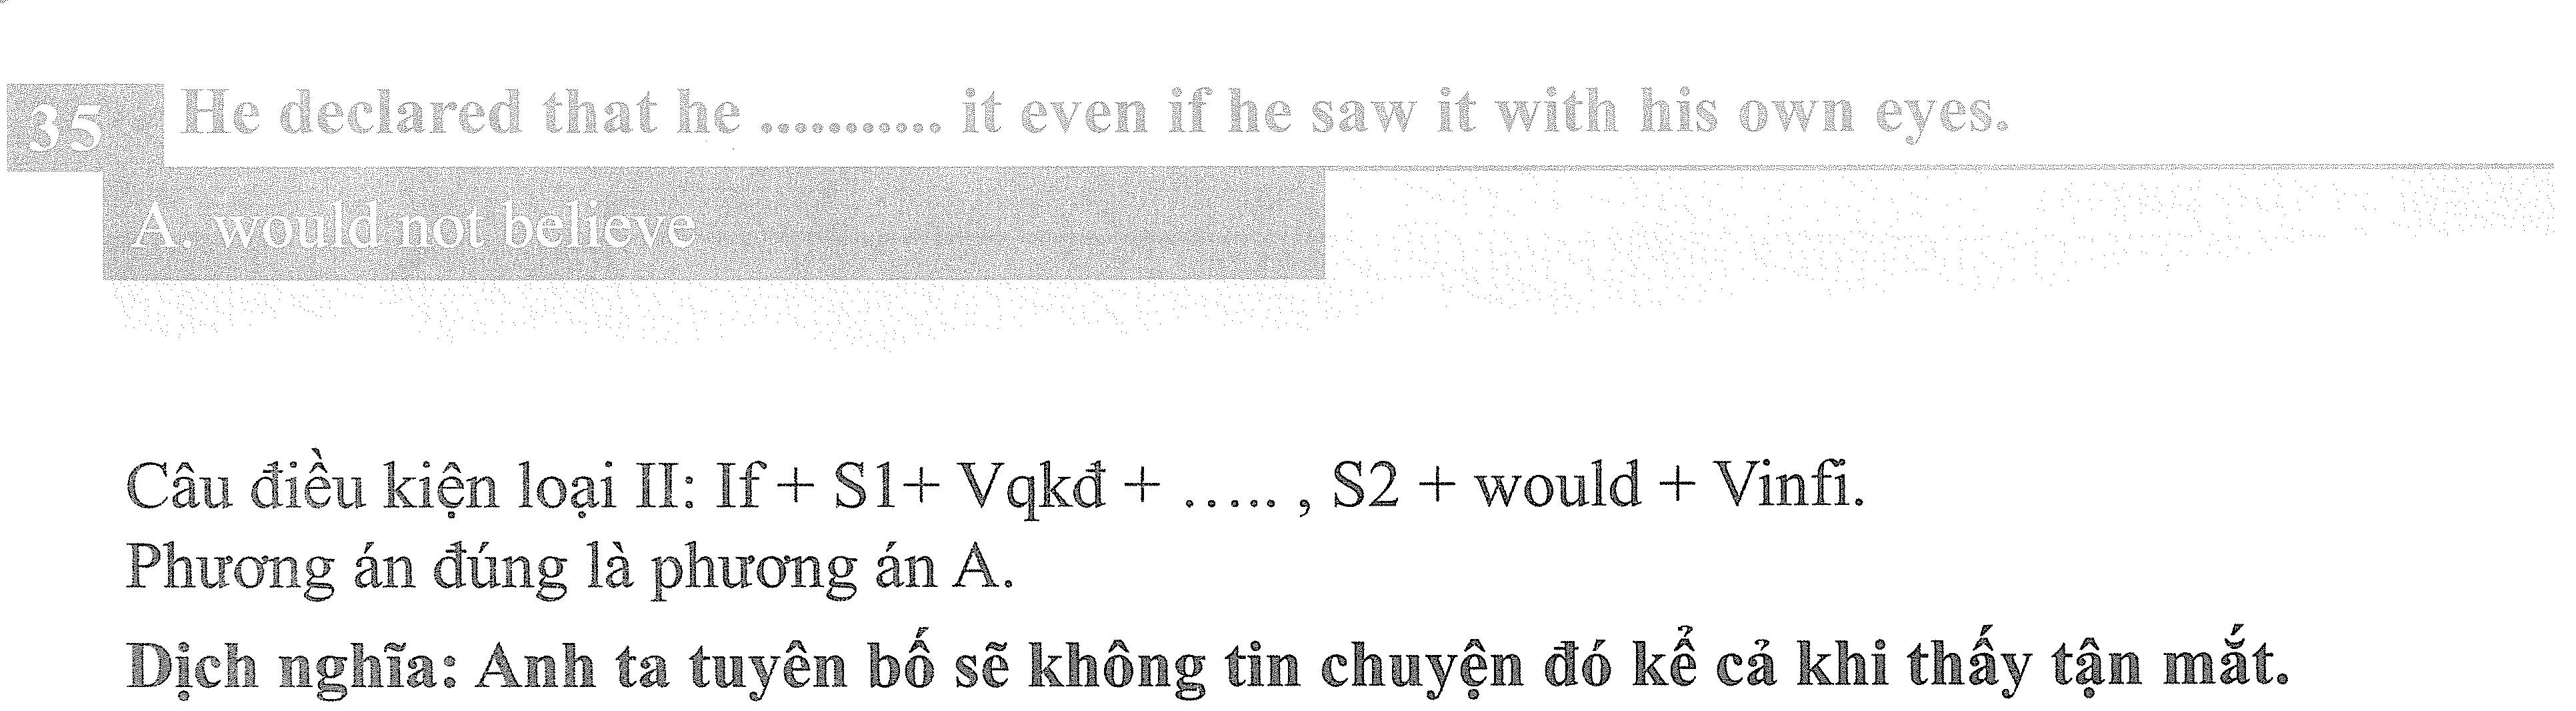 35 He declared that he ........... it even if he saw it with his own eyes.
A. would not believe
Câu điều kiện loại II: If + S1+ Vqkđ + ….. , S2 + would + Vinfi.
Phương án đúng là phương án A.
Dịch nghĩa: Anh ta tuyên bố sẽ không tin chuyện đó kể cả khi thấy tận mắt.